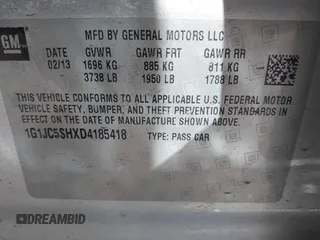 GM
MFD BY GENERAL MOTORS LLC
DATE GVWR GAWR FRT GAWR RR
02/13 1696 KG 885 KG 811 KG
3738 LB 1950 LB 1788 LB
THIS VEHICLE CONFORMS TO ALL APPLICABLE U.S. FEDERAL MOTOR
VEHICLE SAFETY, BUMPER, AND THEFT PREVENTION STANDARDS
IN EFFECT ON THE DATE OF MANUFACTURE SHOWN ABOVE.
1G1JC5SHXD4185418 TYPE: PASS CAR
DREAMBID